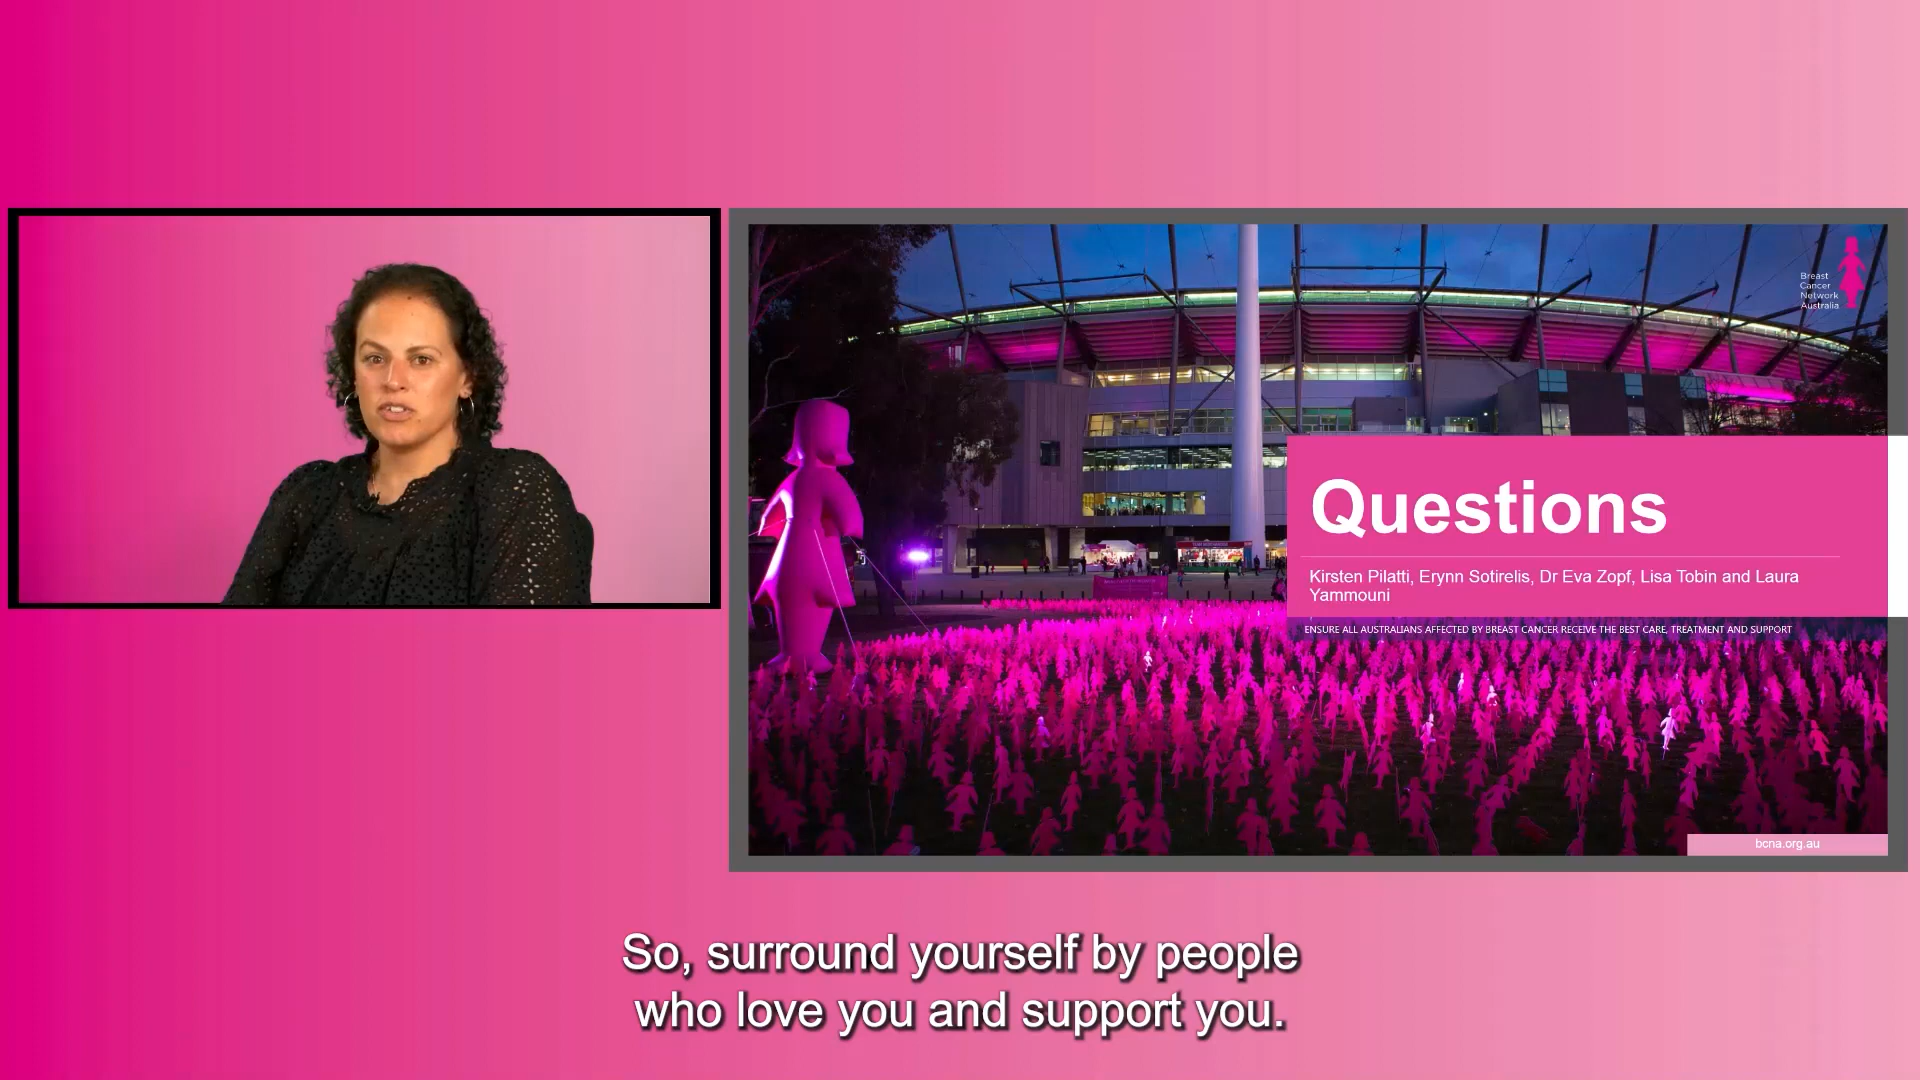 Breast
Cancer
Network
Australia
Questions
Kirsten Pilatti, Erynn Sotirelis, Dr Eva Zopf, Lisa Tobin and Laura
Yammouni
ENSURE ALL AUSTRALIANS AFFECTED BY BREAST CANCER RECEIVE THE BEST CARE, TREATMENT AND SUPPORT
bcna.org.au
So, surround yourself by people
who love you and support you.